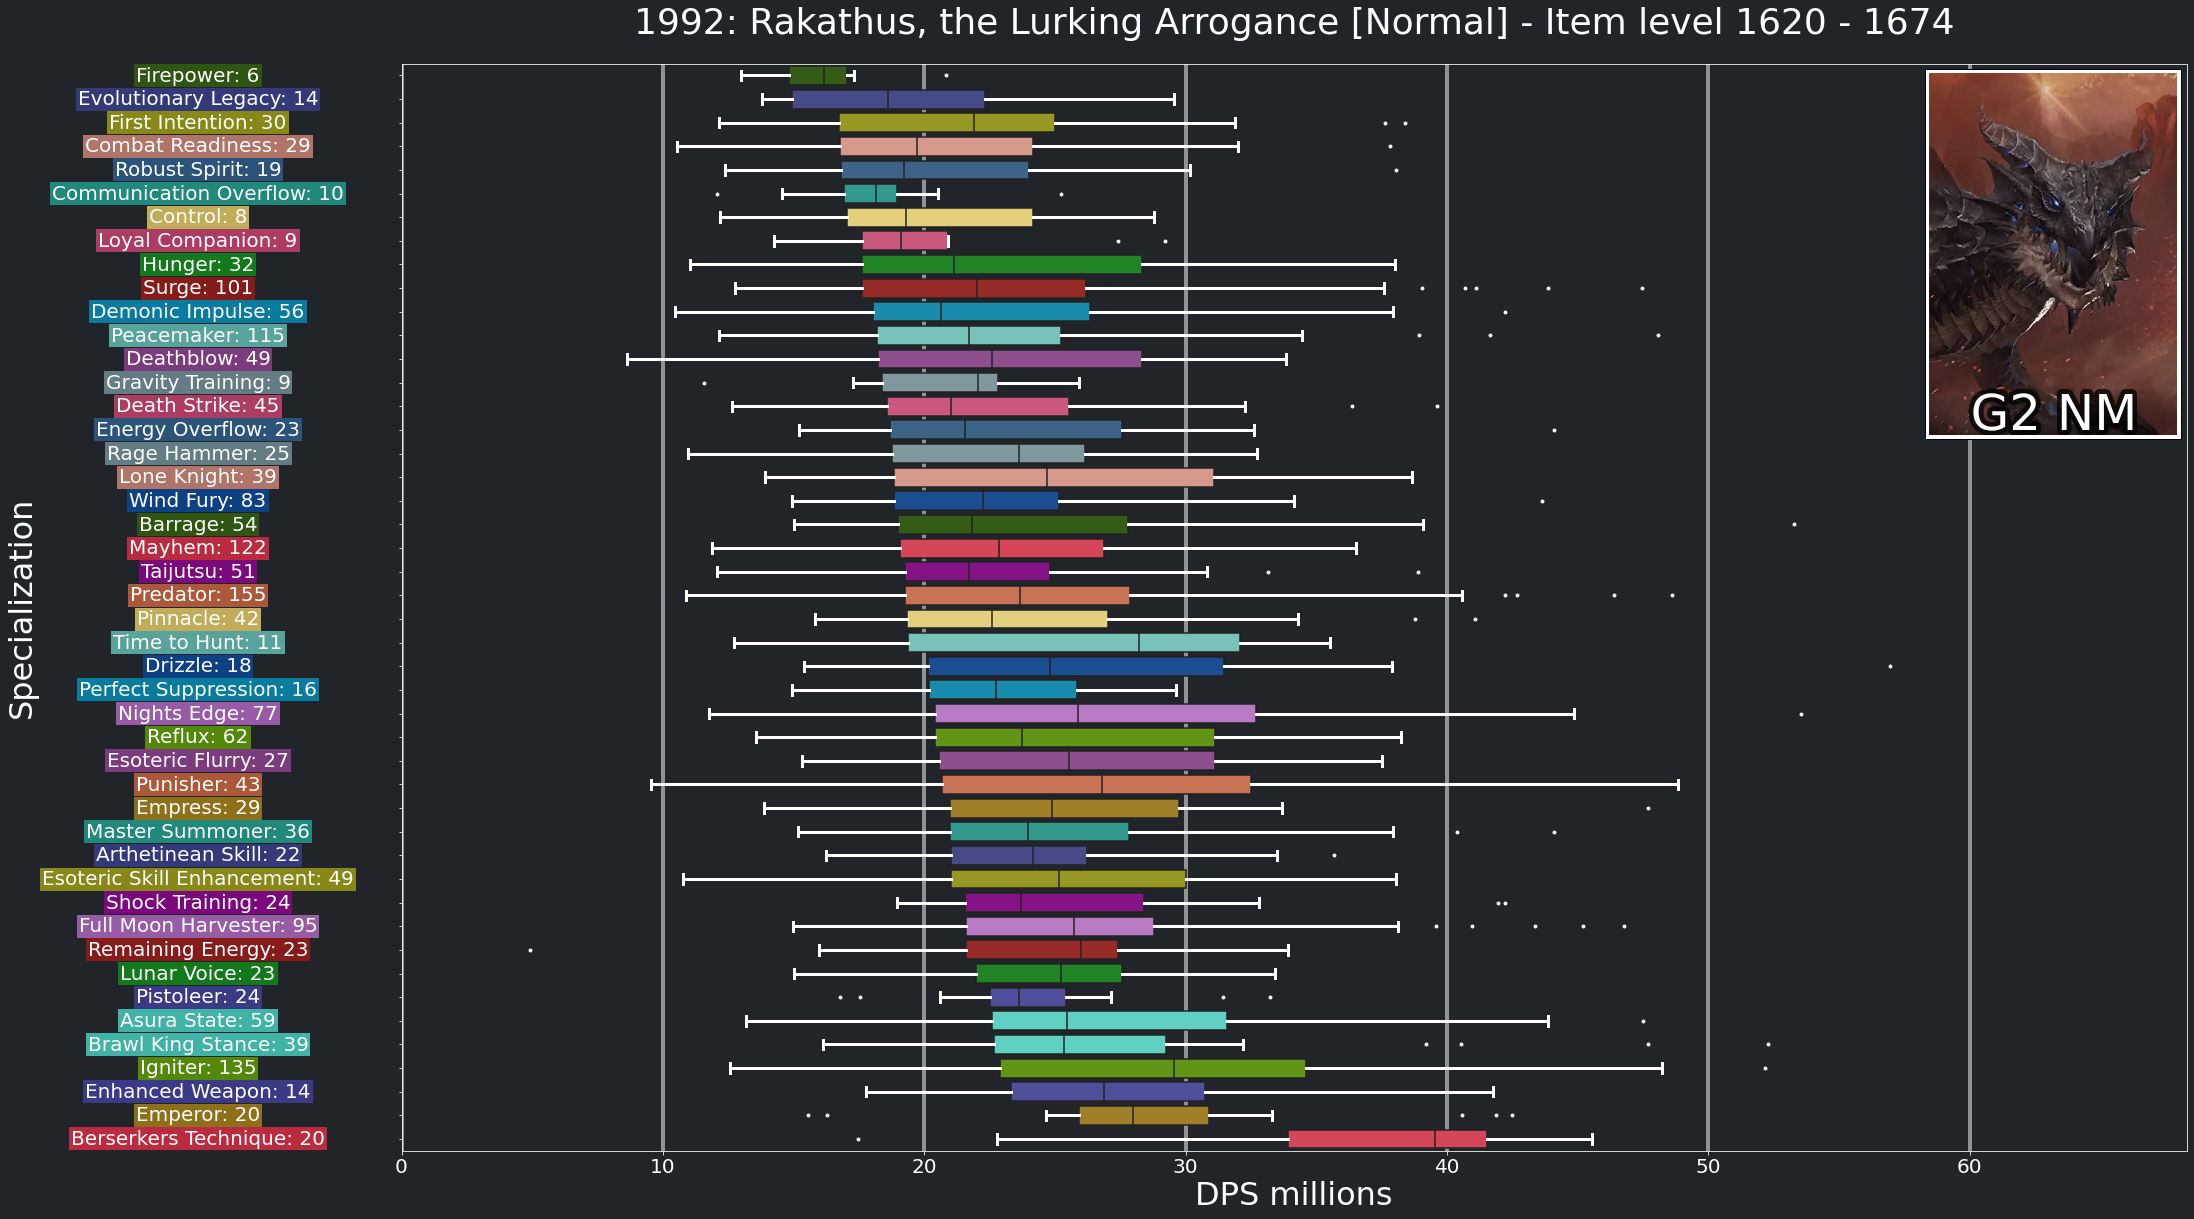 1992: Rakathus, the Lurking Arrogance [Normal] - Item level 1620 - 1674
Firepower: 6
Evolutionary Legacy: 14
First Intention: 30
Combat Readiness: 29
Robust Spirit: 19
Communication Overflow: 10
Control: 8
Loyal Companion: 9
Hunger: 32
Surge: 101
Demonic Impulse: 56
Peacemaker: 115
Deathblow: 49
Gravity Training: 9
Death Strike: 45
Energy Overflow: 23
Rage Hammer: 25
Lone Knight: 39
Wind Fury: 83
Barrage: 54
Mayhem: 122
Taijutsu: 51
Predator: 155
Pinnacle: 42
Time to Hunt: 11
Drizzle: 18
Perfect Suppression: 16
Nights Edge: 77
Reflux: 62
Esoteric Flurry: 27
Punisher: 43
Empress: 29
Master Summoner: 36
Arthetinean Skill: 22
Esoteric Skill Enhancement: 49
Shock Training: 24
Full Moon Harvester: 95
Remaining Energy: 23
Lunar Voice: 23
Pistoleer: 24
Asura State: 59
Brawl King Stance: 39
Igniter: 135
Enhanced Weapon: 14
Emperor: 20
Berserkers Technique: 20
Specialization
G2 NM
0 10 20 30 40 50 60
DPS millions